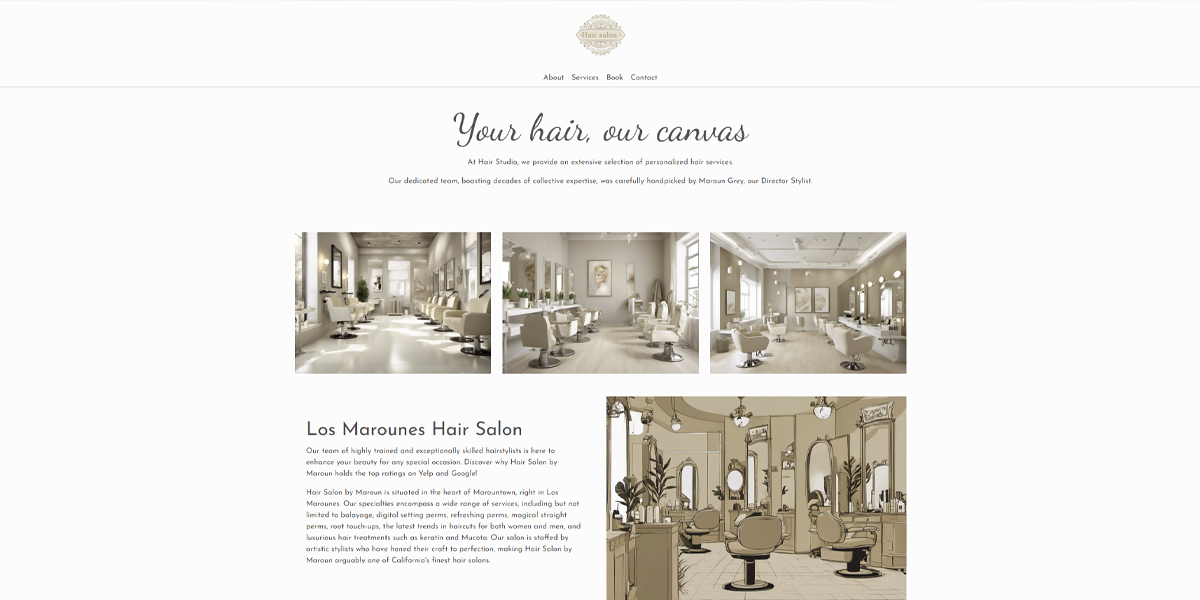 Hair salon
About Services Book Contact
Your hair, our canvas
At Hair Studio, we provide an extensive selection of personalized hair services.
Our dedicated team, boosting decades of collective expertise, was carefully handpicked by Maroun Grey, our Director Stylist.
Los Marounes Hair Salon
Our team of highly trained and exceptionally skilled hairstylists is here to
enhance your beauty for any special occasion. Discover why Hair Salon by
Maroun holds the top ratings on Yelp and Google!
Hair Salon by Maroun is situated in the heart of Marountown, right in Los
Marounes. Our specialties encompass a wide range of services, including but not
limited to balayage, digital setting perms, refreshing perms, magical straight
perms, root touch-ups, the latest trends in haircuts for both women and men, and
luxurious hair treatments such as keratin and Mucota. Our salon is staffed by
artistic stylists who have honed their craft to perfection, making Hair Salon by
Maroun arguably one of California's finest hair salons.